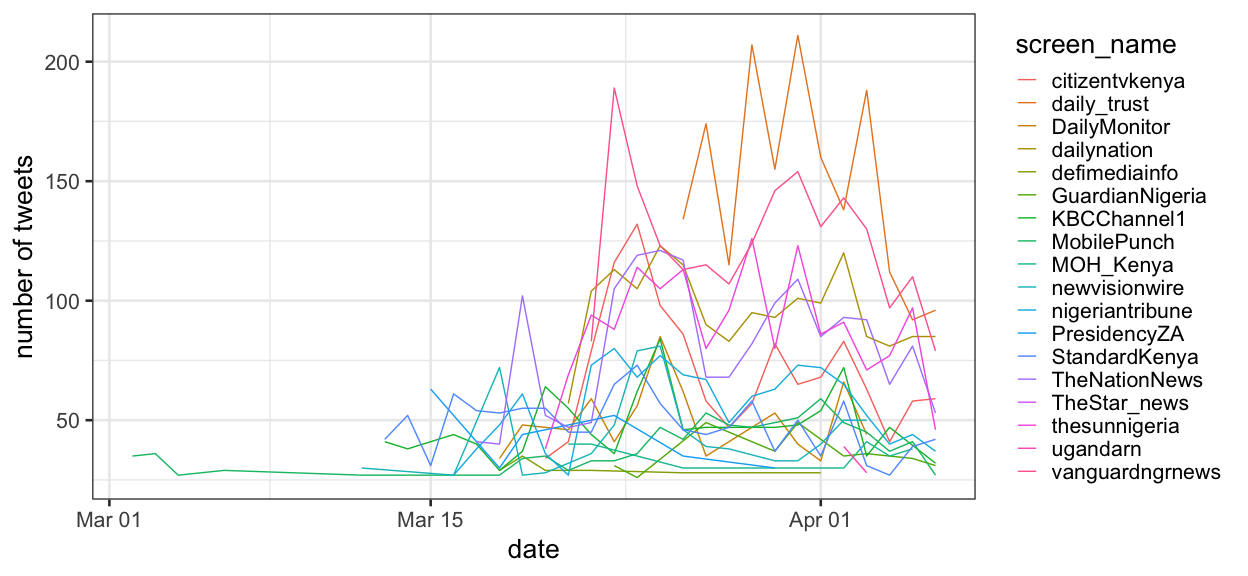 number of tweets
200
150
100
50
Mar 01
Mar 15
Apr 01
date
screen_name
citizentvkenya
daily_trust
DailyMonitor
dailynation
defimediainfo
GuardianNigeria
KBCChannel1
MobilePunch
MOH_Kenya
newvisionwire
nigeriantribune
PresidencyZA
StandardKenya
TheNationNews
TheStar_news
thesunnigeria
ugandarn
vanguardngrnews